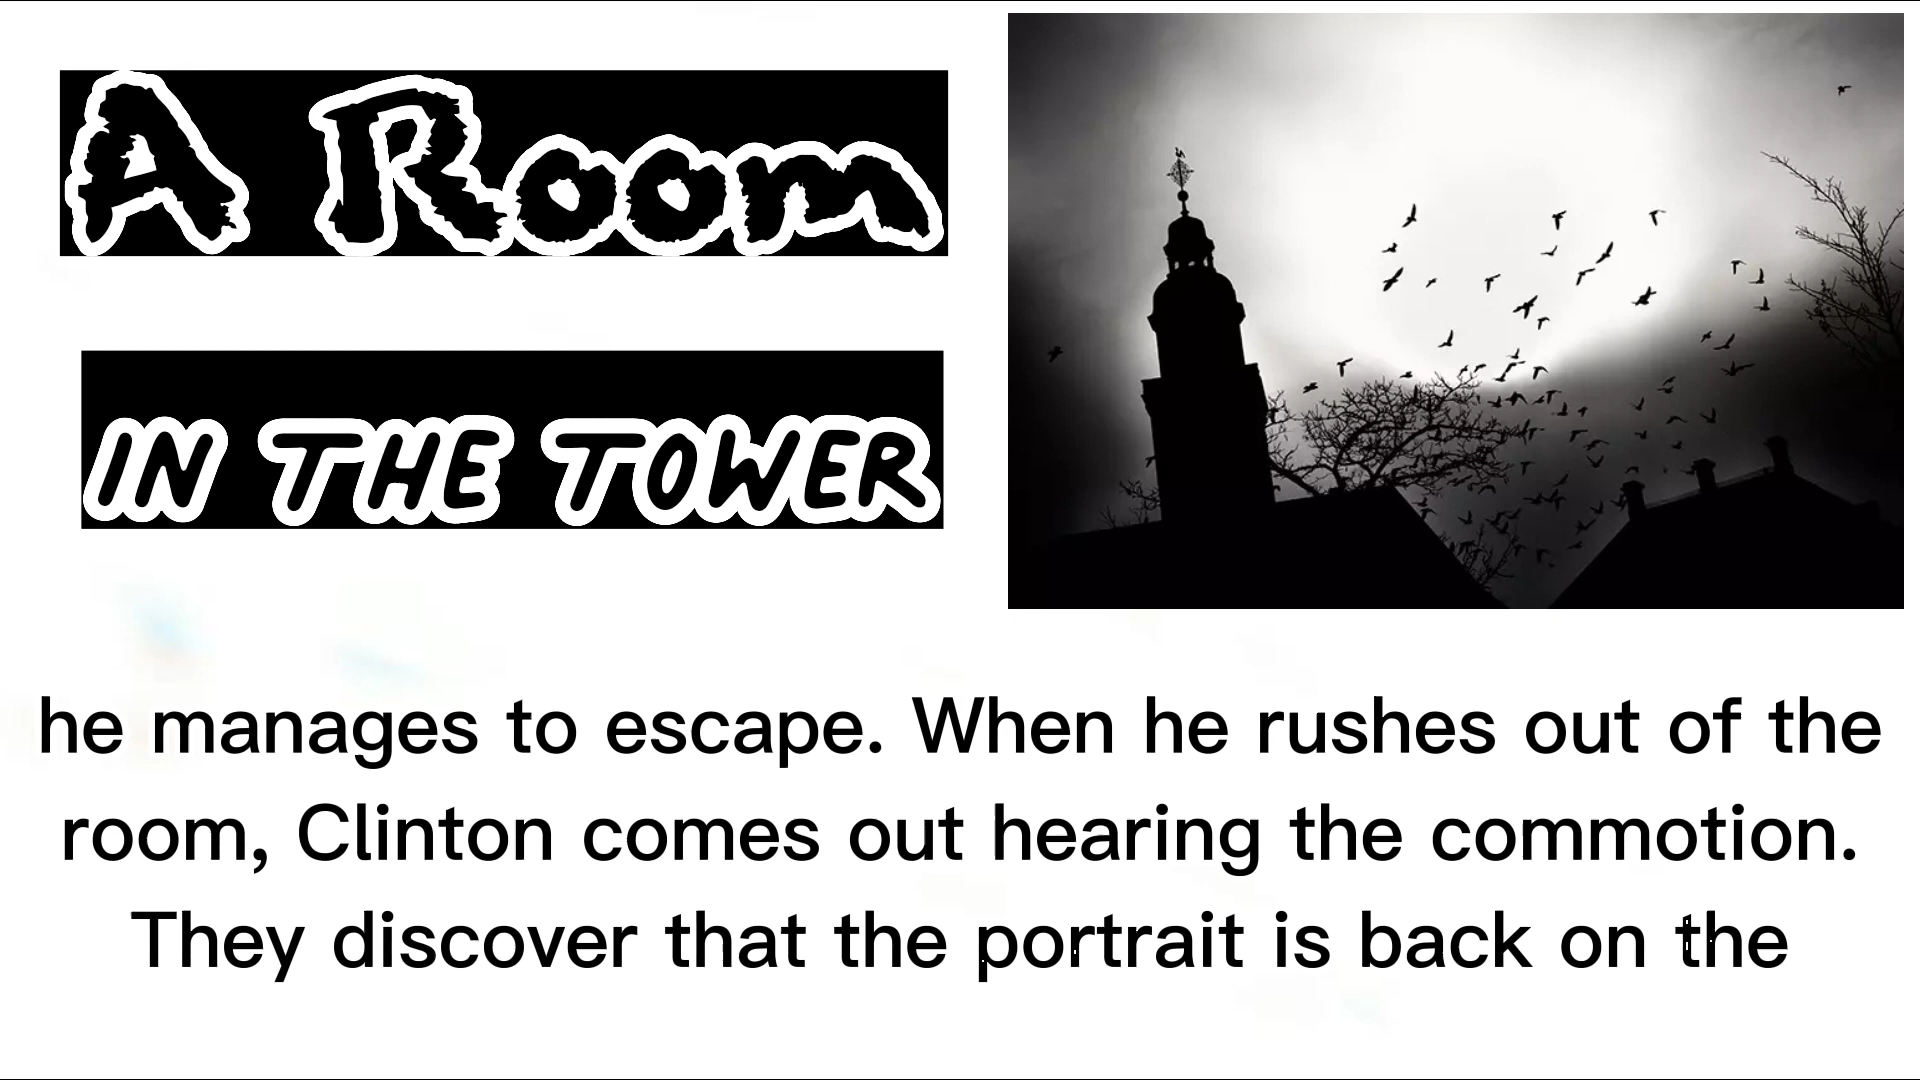 A Room
IN THE TOWER
he manages to escape. When he rushes out of the
room, Clinton comes out hearing the commotion.
They discover that the portrait is back on the